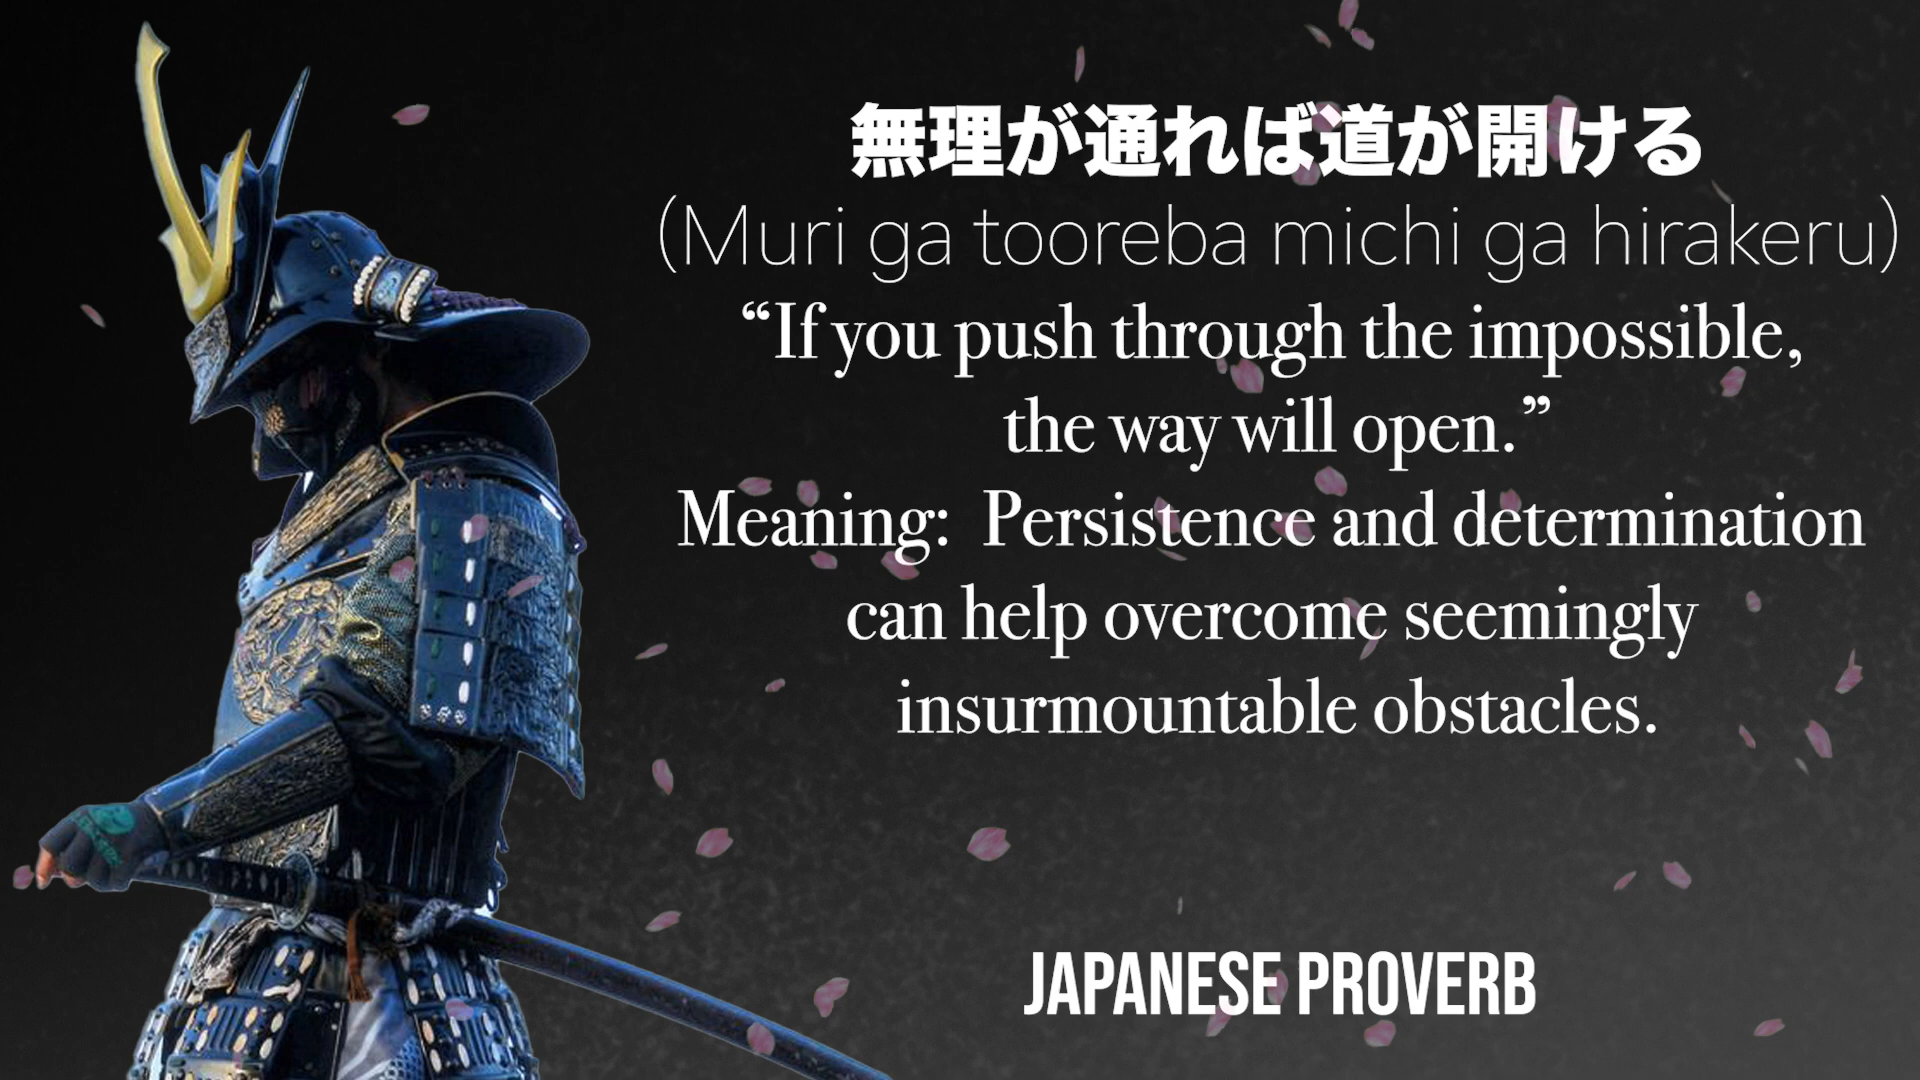 無理が通れば道が開ける
(Muri ga tooreba michi ga hirakeru)
“If you push through the impossible,
the way will open.”
Meaning:  Persistence and determination
can help overcome seemingly
insurmountable obstacles.
JAPANESE PROVERB